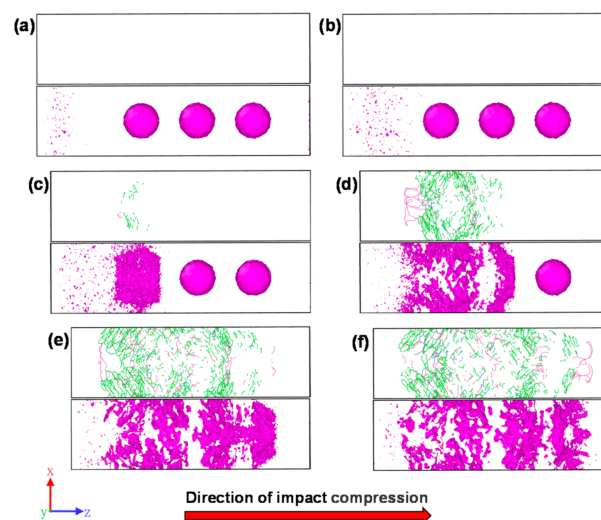 (a)
(b)
(c)
(d)
(e)
(f)
x
y
z
Direction of impact compression